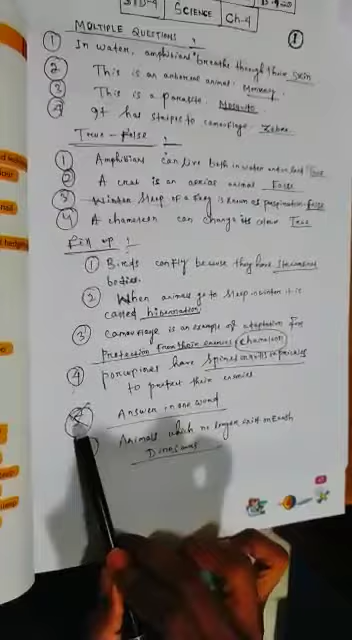 STD-4 SCIENCE
Ch-4
MULTIPLE QUESTIONS :
① In water, amphibians breathe through their skin
② This is an arboreal animal. Monkey.
③ This is a parasite. Mosquito
④ It has stripes to camouflage. Zebra.
True-False :
① Amphibians can live both in water and on land True
② A crab is an aerial animal False
③ Winter sleep of a frog is known as False
④ A chameleon can change its colour True
Fill up :
① Birds can fly because they have streamlined
bodies.
② When animals go to sleep in winter it is
called hibernation
③ Camouflage is an example of adaptation for
Protection from their enemies (chameleon)
④ Porcupines have spines or
to protect their enemies
Answer in one word
Animals which no longer exist on Earth
Dinosaurs